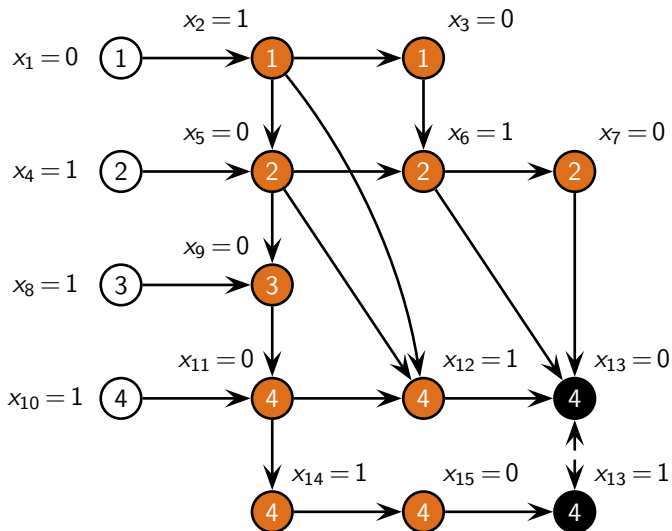 x₂ = 1 x₃ = 0
x₁ = 0 1 1 1
x₅ = 0 x₆ = 1 x₇ = 0
x₄ = 1 2 2 2 2
x₉ = 0
x₈ = 1 3 3
x₁₁ = 0 x₁₂ = 1 x₁₃ = 0
x₁₀ = 1 4 4 4 4
x₁₄ = 1 x₁₅ = 0 x₁₃ = 1
4 4 4